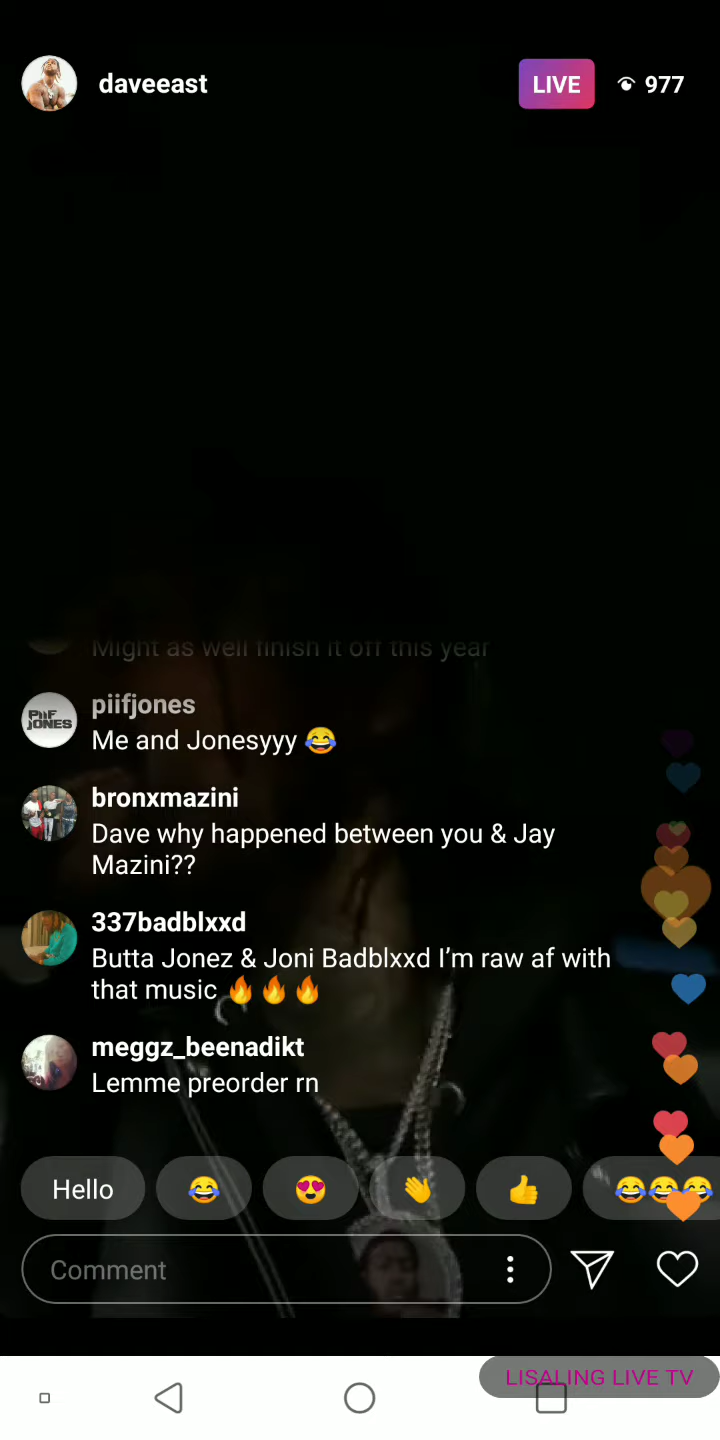 daveeast
LIVE
977
Might as well finish it off this year
PIIF
JONES
piifjones
Me and Jonesyyy 😂
bronxmazini
Dave why happened between you & Jay
Mazini??
337badblxxd
Butta Jonez & Joni Badblxxd I’m raw af with
that music 🔥🔥🔥
meggz_beenadikt
Lemme preorder rn
Hello
Comment
LISALING LIVE TV